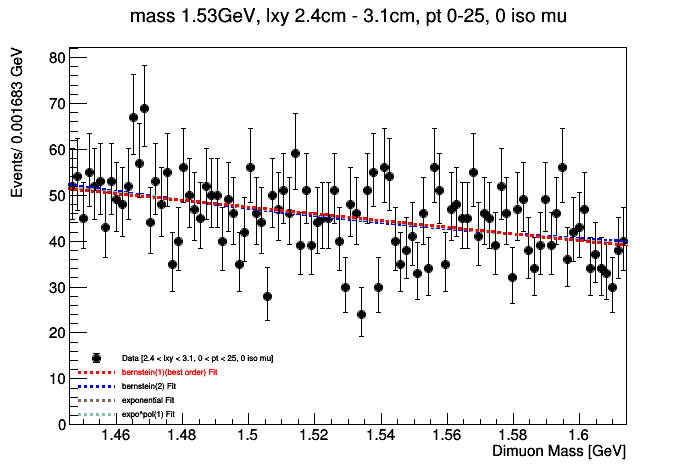 mass 1.53GeV, lxy 2.4cm - 3.1cm, pt 0-25, 0 iso mu
Events/ 0.001683 GeV
80
70
60
50
40
30
20
10
0
Data [2.4 < lxy < 3.1, 0 < pt < 25, 0 iso mu]
bernstein(1)(best order) Fit
bernstein(2) Fit
exponential Fit
expo*pol(1) Fit
1.46 1.48 1.5 1.52 1.54 1.56 1.58 1.6
Dimuon Mass [GeV]